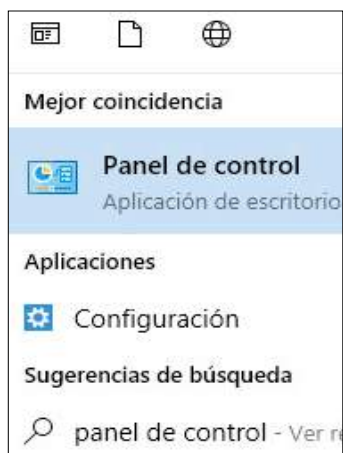 Mejor coincidencia
Panel de control
Aplicación de escritorio
Aplicaciones
Configuración
Sugerencias de búsqueda
panel de control - Ver